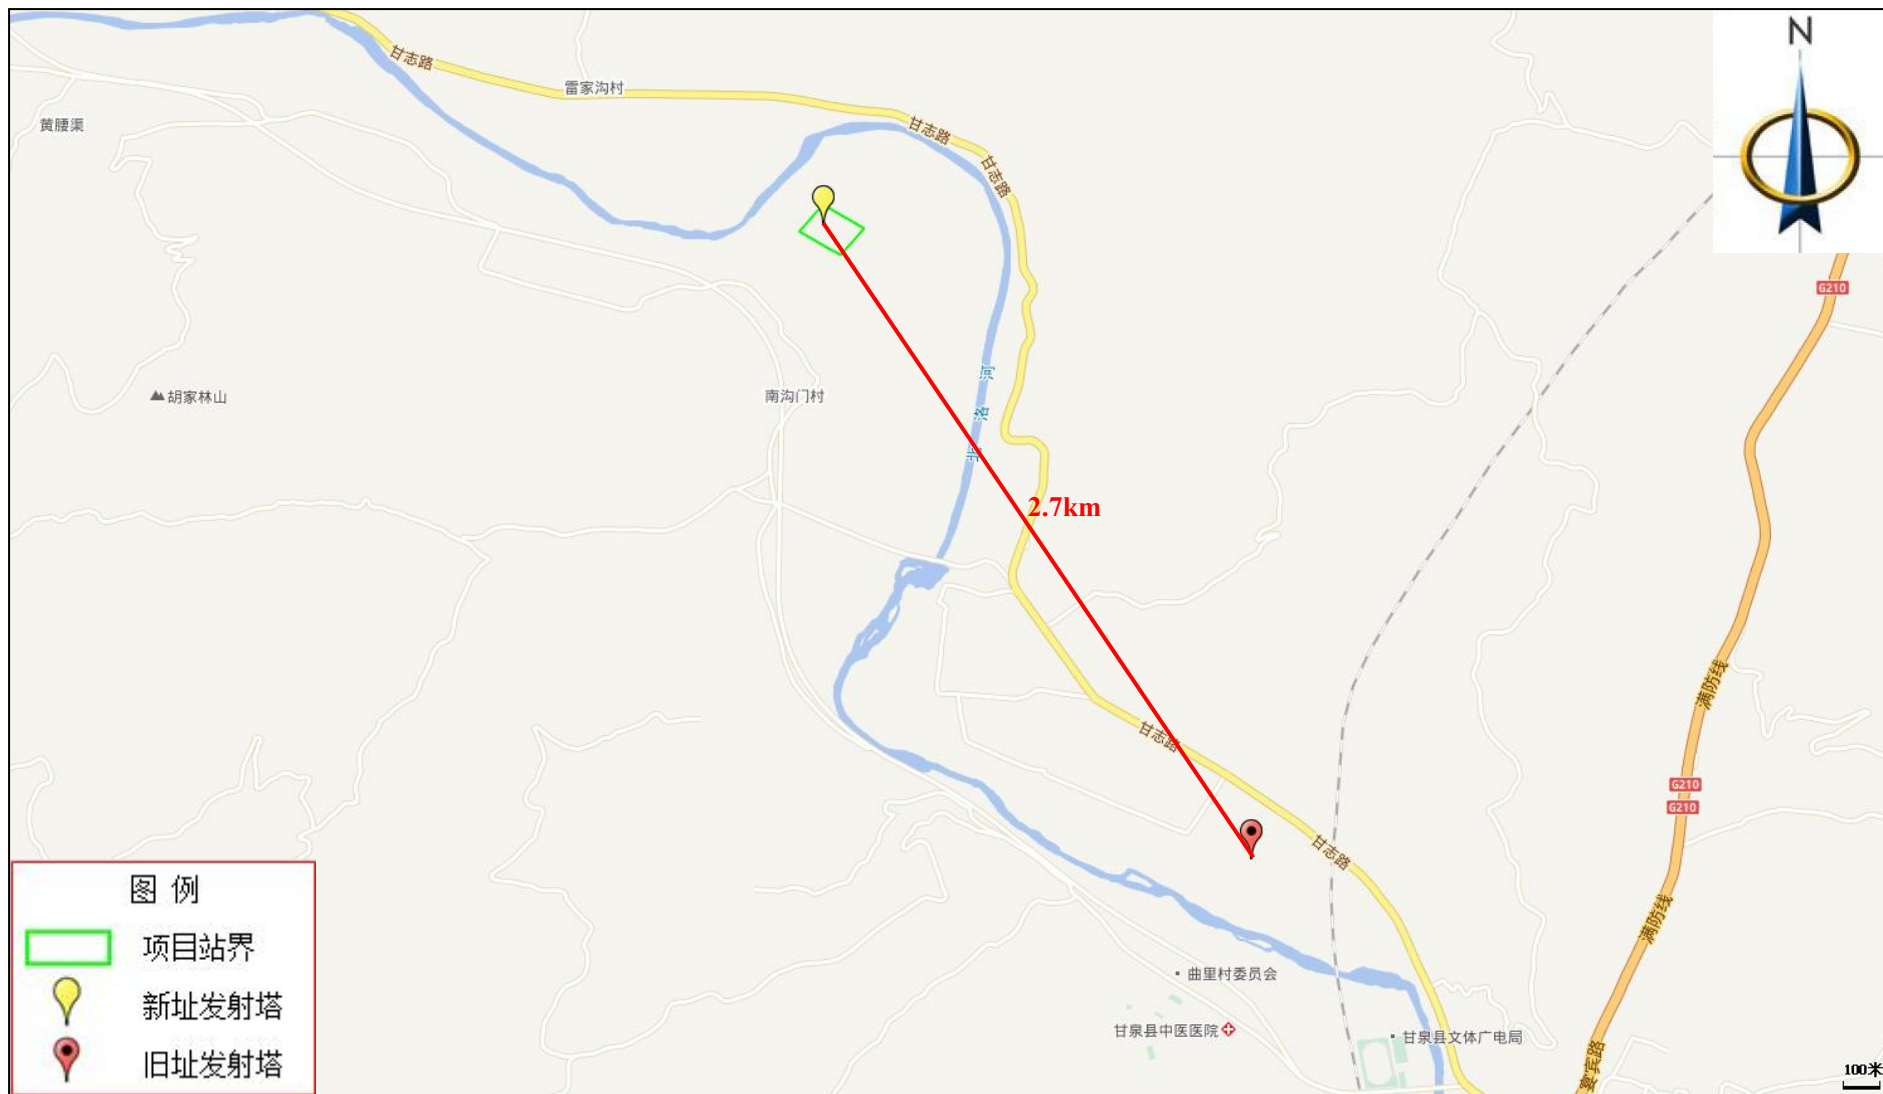 N
甘志路
雷家沟村
黄腰渠
甘志路
甘志路
G210
胡家林山
南沟门村
北洛河
2.7km
满防线
甘志路
G210
G210
甘志路
满防线
图 例
项目站界
新址发射塔
旧址发射塔
曲里村委员会
甘泉县中医医院
甘泉县文体广电局
宴宾路
100米